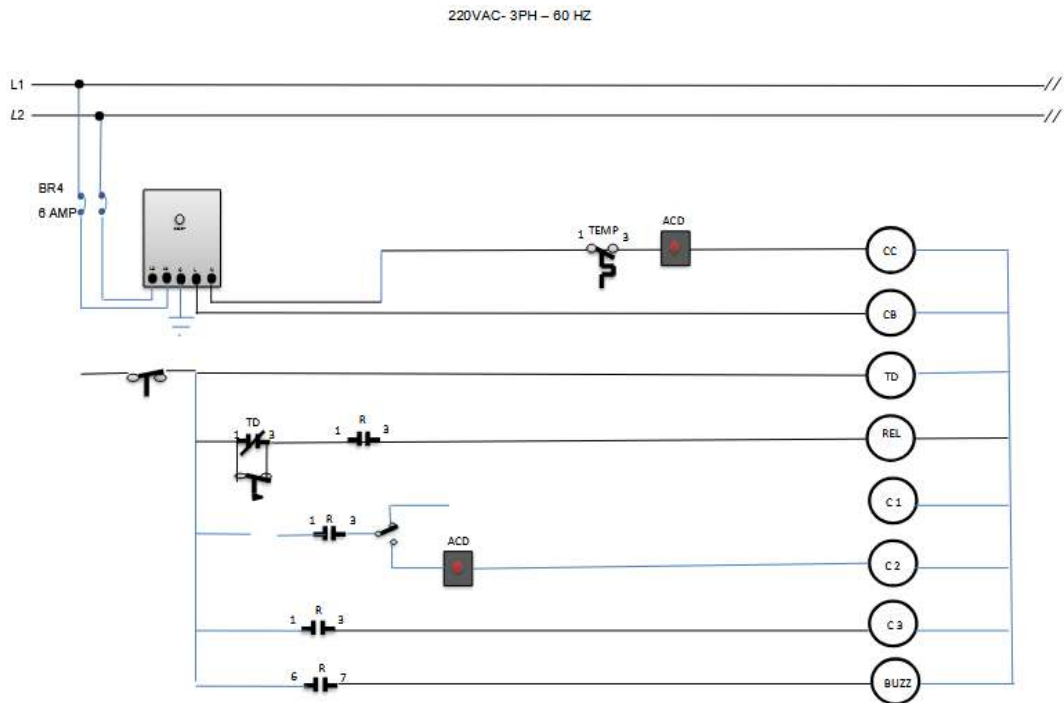 220VAC- 3PH – 60 HZ
L1
L2
BR4
6 AMP
1 TEMP 3
ACD
CC
CB
TD
TD
1 3
R
1 3
REL
C 1
1 R 3
ACD
C 2
R
1 3
C 3
R
6 7
BUZZ